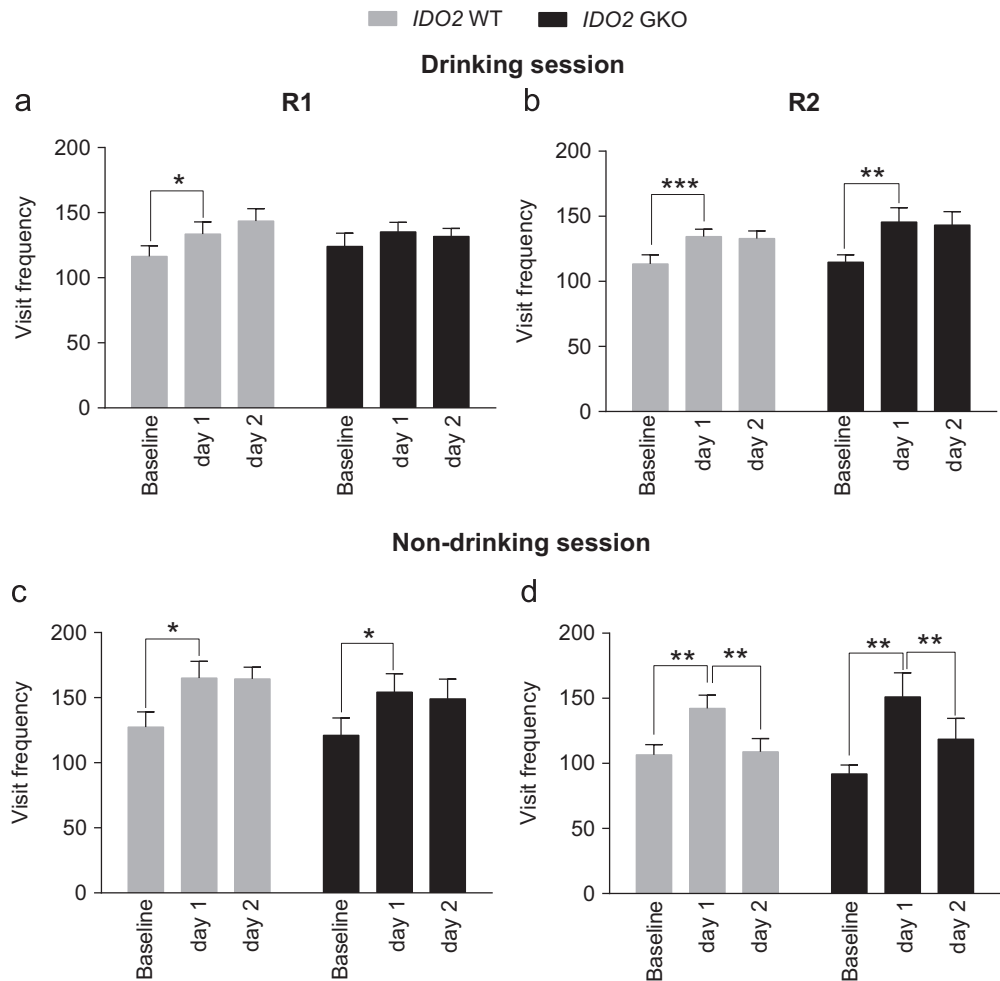 IDO2 WT IDO2 GKO
Drinking session
a R1
b R2
200
150
100
50
0
Visit frequency
*
Baseline
day 1
day 2
Baseline
day 1
day 2
200
150
100
50
0
Visit frequency
***
**
Baseline
day 1
day 2
Baseline
day 1
day 2
Non-drinking session
c
200
150
100
50
0
Visit frequency
*
*
Baseline
day 1
day 2
Baseline
day 1
day 2
d
200
150
100
50
0
Visit frequency
**
**
**
**
Baseline
day 1
day 2
Baseline
day 1
day 2